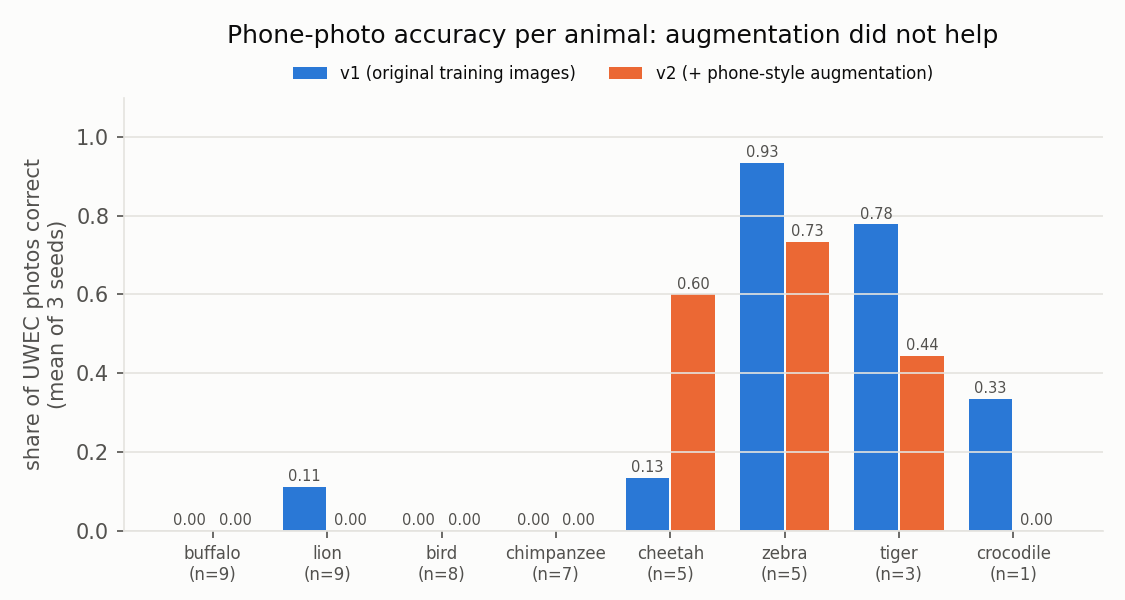 Phone-photo accuracy per animal: augmentation did not help
v1 (original training images)
v2 (+ phone-style augmentation)
share of UWEC photos correct
(mean of 3 seeds)
1.0
0.8
0.6
0.4
0.2
0.0
0.00 0.00
0.11 0.00
0.00 0.00
0.00 0.00
0.13 0.60
0.93 0.73
0.78 0.44
0.33 0.00
buffalo
(n=9)
lion
(n=9)
bird
(n=8)
chimpanzee
(n=7)
cheetah
(n=5)
zebra
(n=5)
tiger
(n=3)
crocodile
(n=1)